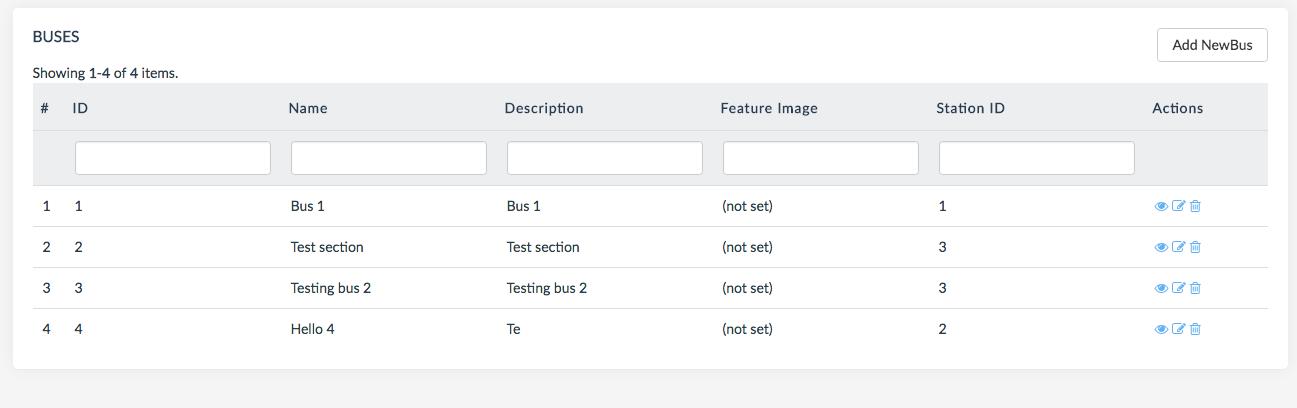 BUSES
Add NewBus
Showing 1-4 of 4 items.
# ID Name Description Feature Image Station ID Actions
1 1 Bus 1 Bus 1 (not set) 1
2 2 Test section Test section (not set) 3
3 3 Testing bus 2 Testing bus 2 (not set) 3
4 4 Hello 4 Te (not set) 2